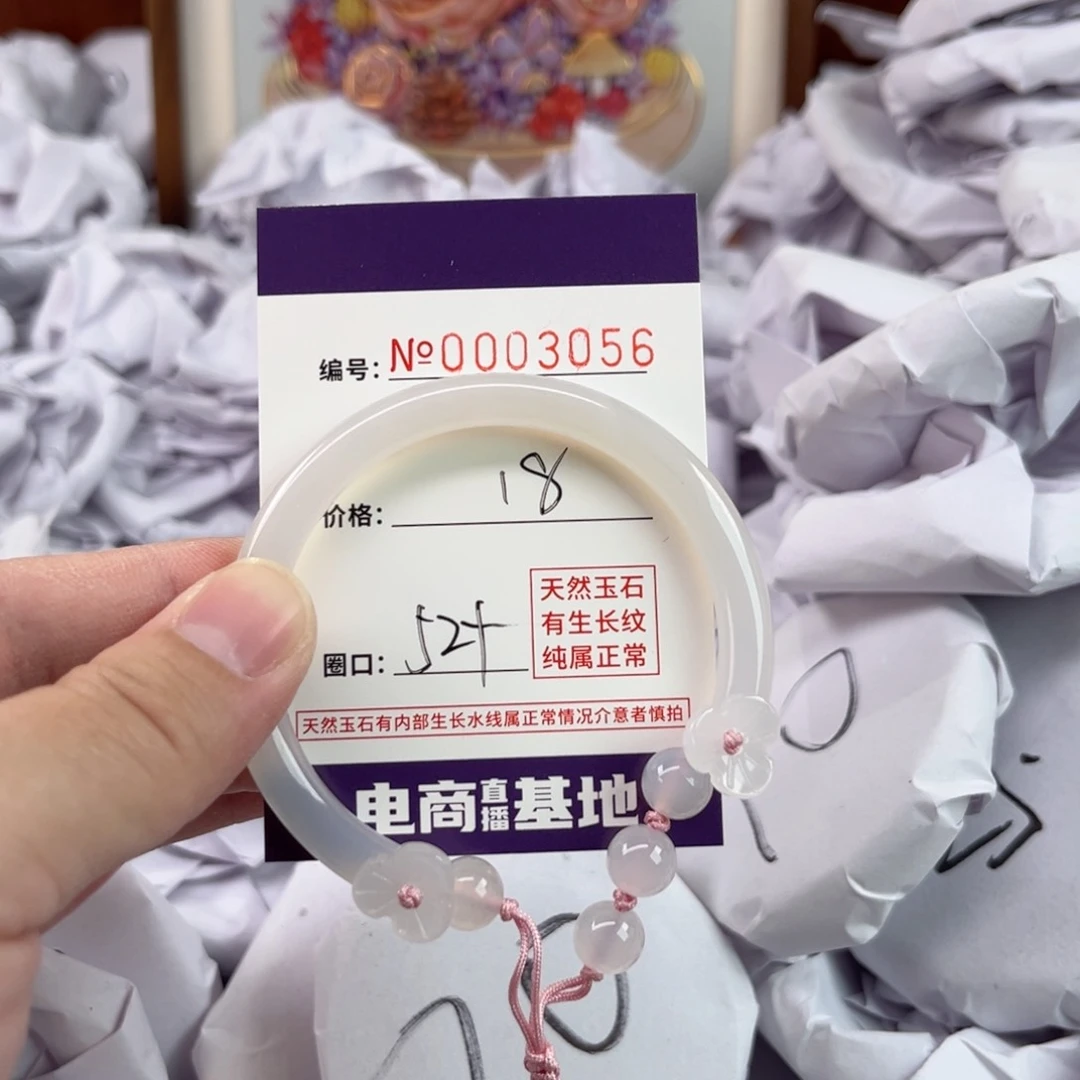 编号: №0003056
价格: 18
圈口: 524
天然玉石
有生长纹
纯属正常
天然玉石有内部生长水线属正常情况介意者慎拍
电商直播基地